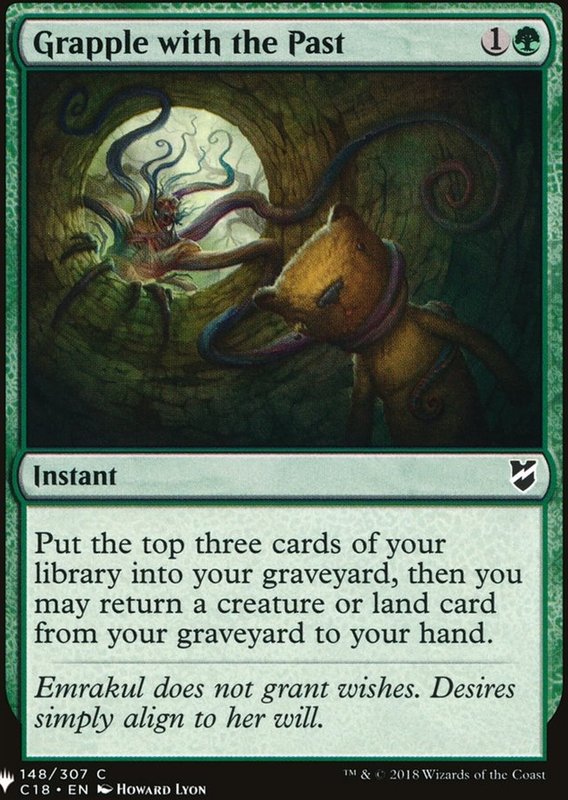 Grapple with the Past 1
Instant
Put the top three cards of your
library into your graveyard, then you
may return a creature or land card
from your graveyard to your hand.
Emrakul does not grant wishes. Desires
simply align to her will.
148/307 C
C18 • EN Howard Lyon
™ & © 2018 Wizards of the Coast